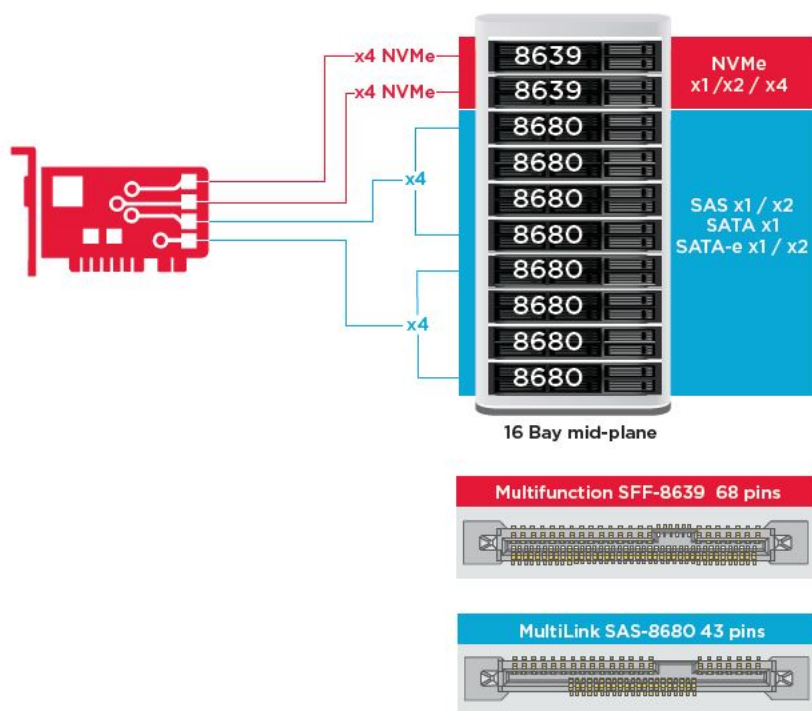 x4 NVMe
x4 NVMe
x4
x4
8639
8639
8680
8680
8680
8680
8680
8680
8680
8680
NVMe
x1 /x2 / x4
SAS x1 / x2
SATA x1
SATA-e x1 / x2
16 Bay mid-plane
Multifunction SFF-8639 68 pins
MultiLink SAS-8680 43 pins